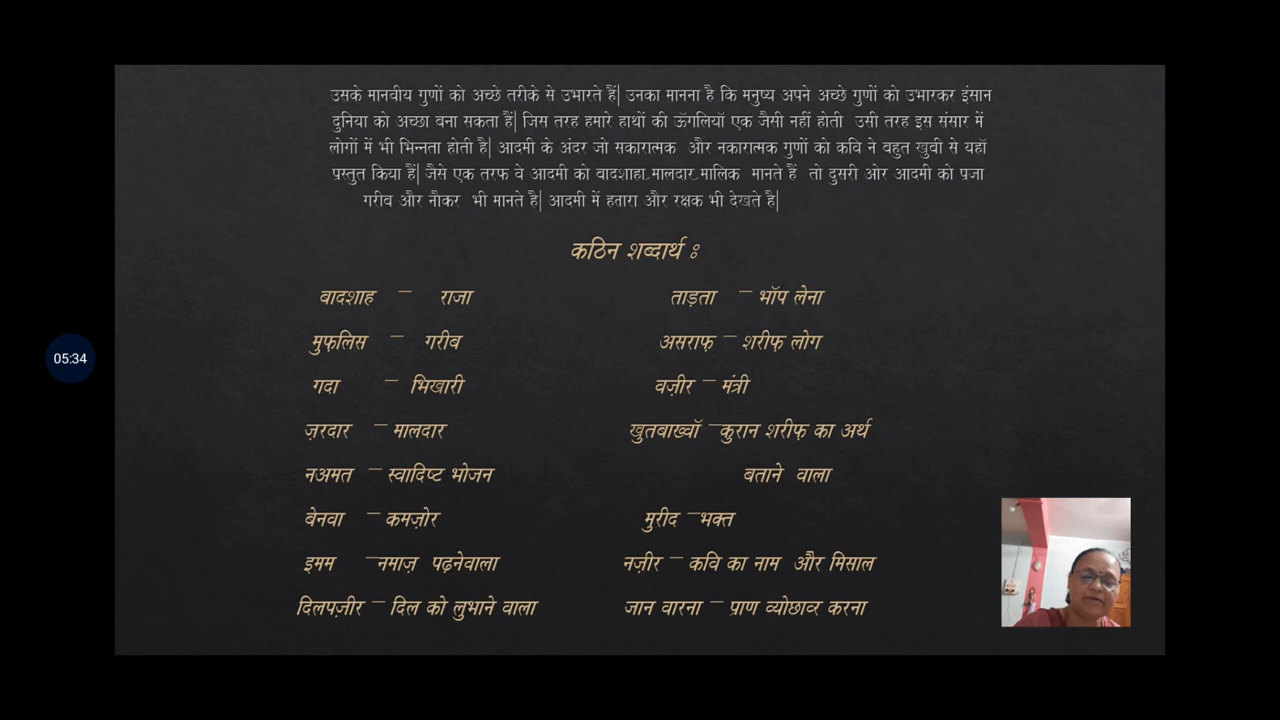 उसके मानवीय गुणों को अच्छे तरीके से उभारते हैं| उनका मानना है कि मनुष्य अपने अच्छे गुणों को उभारकर इंसान
दुनिया को अच्छा बना सकता हैं| जिस तरह हमारे हाथों की ऊँगलियाँ एक जैसी नहीं होती उसी तरह इस संसार में
लोगों में भी भिन्नता होती है| आदमी के अंदर जो सकारात्मक और नकारात्मक गुणों को कवि ने बहुत खुवी से यहाँ
प्रस्तुत किया हैं| जैसे एक तरफ वे आदमी को बादशाहा,मालदार,मालिक मानते हैं तो दुसरी ओर आदमी को प्रजा
गरीब और नौकर भी मानते है| आदमी में हतारा और रक्षक भी देखते है|
कठिन शब्दार्थ :
बादशाह – राजा
मुफ़लिस – गरीब
गदा – भिखारी
ज़रदार – मालदार
नअमत – स्वादिष्ट भोजन
बेनवा – कमज़ोर
इमम – नमाज़ पढ़नेवाला
दिलपज़ीर – दिल को लुभाने वाला
ताड़ता – भाँप लेना
असराफ़ – शरीफ़ लोग
वज़ीर – मंत्री
खुतबाख्वाँ – कुरान शरीफ़ का अर्थ
बताने वाला
मुरीद – भक्त
नज़ीर – कवि का नाम और मिसाल
जान वारना – प्राण व्योछावर करना
05:34